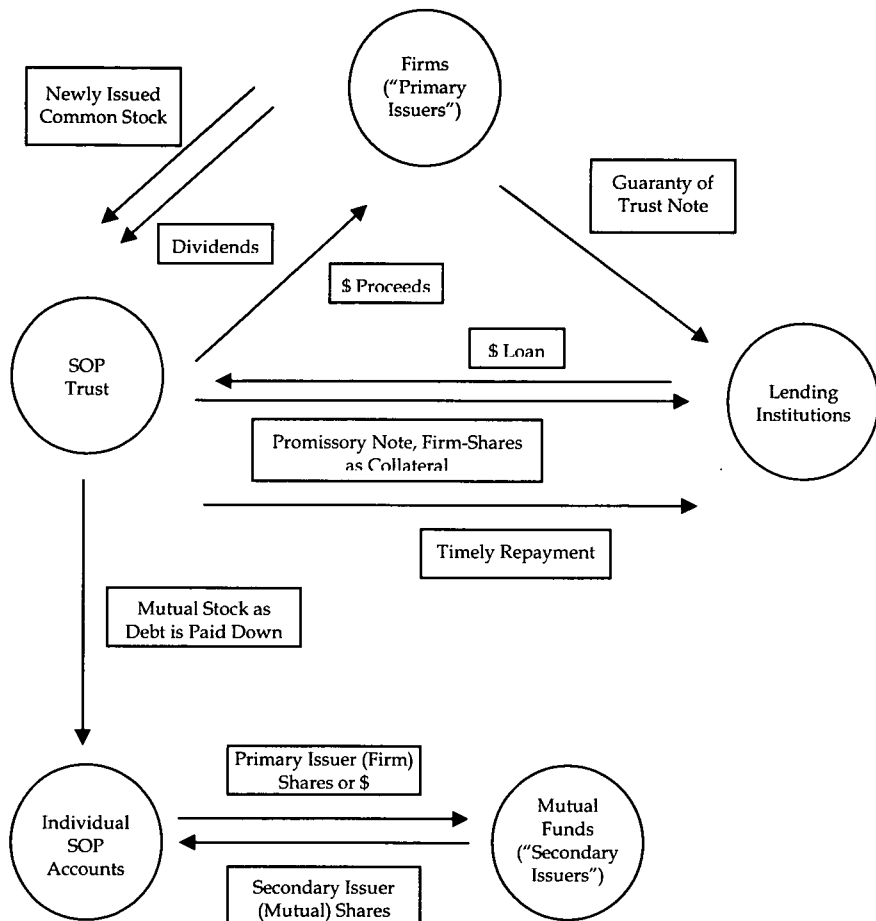 Firms
("Primary
Issuers")
Newly Issued
Common Stock
Guaranty of
Trust Note
Dividends
$ Proceeds
$ Loan
SOP
Trust
Lending
Institutions
Promissory Note, Firm-Shares
as Collateral
Timely Repayment
Mutual Stock as
Debt is Paid Down
Primary Issuer (Firm)
Shares or $
Individual
SOP
Accounts
Mutual
Funds
("Secondary
Issuers")
Secondary Issuer
(Mutual) Shares